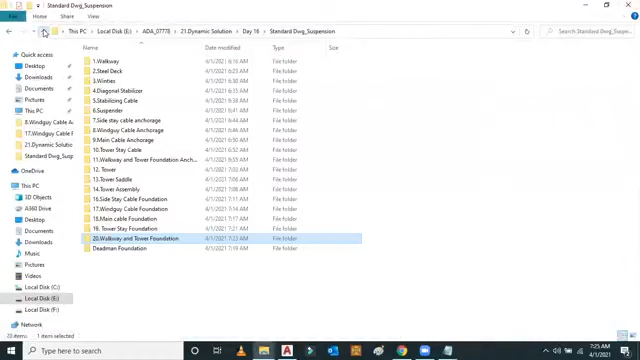 Standard Dwg_Suspension
File Home Share View
This PC > Local Disk (E:) > ADA_07778 > 21.Dynamic Solution > Day 16 > Standard Dwg_Suspension
Search Standard Dwg_Suspension
Name Date modified Type Size
1.Walkway 4/1/2021 6:16 AM File folder
2.Steel Deck 4/1/2021 6:23 AM File folder
3.Winties 4/1/2021 6:30 AM File folder
4.Diagonal Stabilizer 4/1/2021 6:35 AM File folder
5.Stabilizing Cable 4/1/2021 6:38 AM File folder
6.Suspender 4/1/2021 6:41 AM File folder
7.Side stay cable anchorage 4/1/2021 6:44 AM File folder
8.Windguy Cable Anchorage 4/1/2021 6:46 AM File folder
9.Main Cable Anchorage 4/1/2021 6:50 AM File folder
10.Tower Stay Cable 4/1/2021 6:52 AM File folder
11.Walkway and Tower Foundation Anch... 4/1/2021 6:55 AM File folder
12. Tower 4/1/2021 7:03 AM File folder
13.Tower Saddle 4/1/2021 7:06 AM File folder
14.Tower Assembly 4/1/2021 7:08 AM File folder
16.Side Stay Cable Foundation 4/1/2021 7:11 AM File folder
17.Windguy Cable Foundation 4/1/2021 7:14 AM File folder
18.Main cable Foundation 4/1/2021 7:17 AM File folder
19. Tower Stay Foundation 4/1/2021 7:21 AM File folder
20.Walkway and Tower Foundation 4/1/2021 7:23 AM File folder
Deadman Foundation 4/1/2021 7:19 AM File folder
Quick access
Desktop
Downloads
Documents
Pictures
This PC
8.Windguy Cable A
17.Windguy Cable F
21.Dynamic Solution
Standard Dwg_Sus
OneDrive
This PC
3D Objects
A360 Drive
Desktop
Documents
Downloads
Music
Pictures
Videos
Local Disk (C:)
Local Disk (E:)
Local Disk (F:)
Network
20 items 1 item selected
Type here to search
7:25 AM
4/1/2021